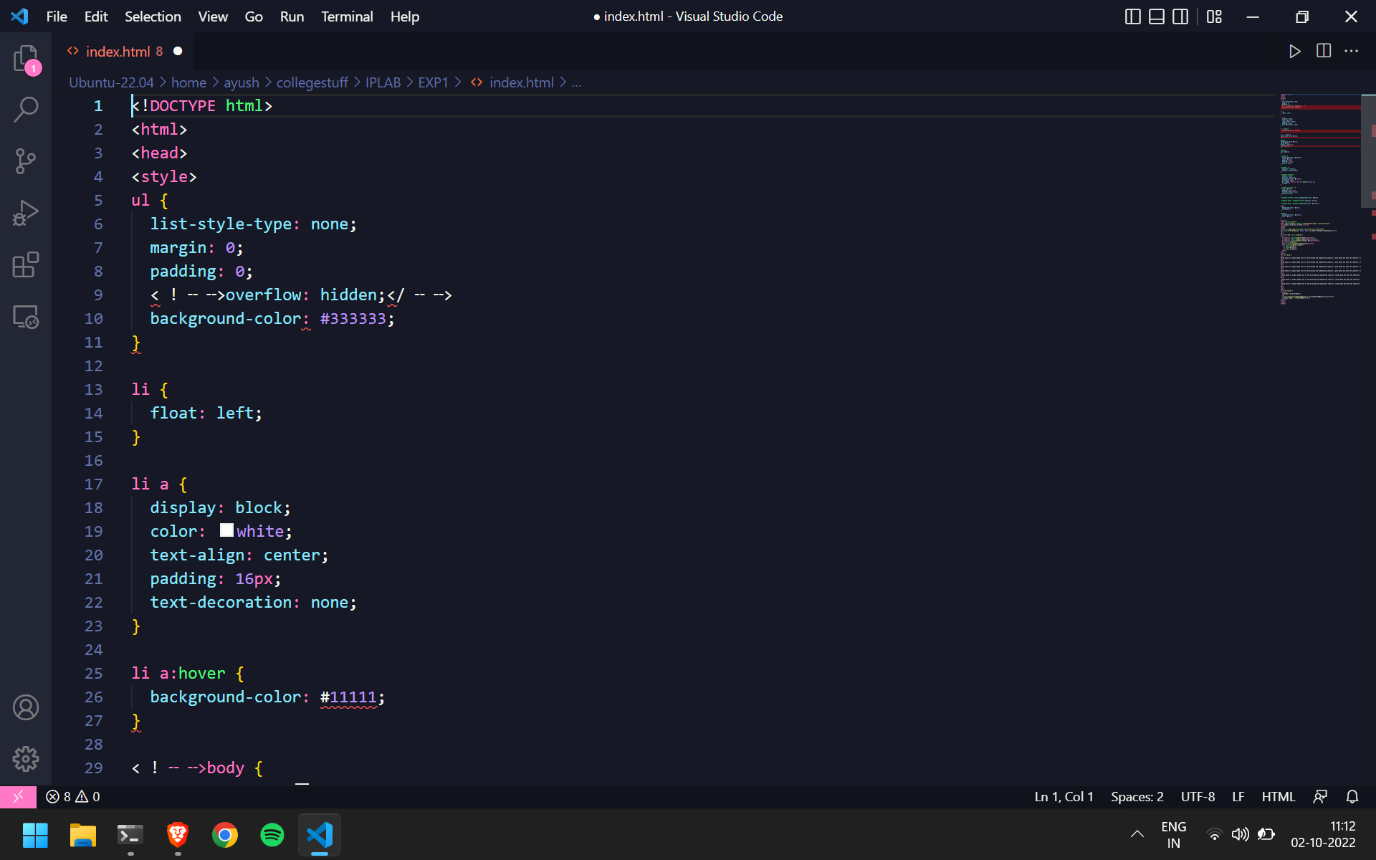 File Edit Selection View Go Run Terminal Help
● index.html - Visual Studio Code
1
<> index.html 8 ●
Ubuntu-22.04 > home > ayush > collegestuff > IPLAB > EXP1 > <> index.html > ...
1 <!DOCTYPE html>
2 <html>
3 <head>
4 <style>
5 ul {
6   list-style-type: none;
7   margin: 0;
8   padding: 0;
9   < ! -- -->overflow: hidden;</ -- -->
10   background-color: #333333;
11 }
12
13 li {
14   float: left;
15 }
16
17 li a {
18   display: block;
19   color: white;
20   text-align: center;
21   padding: 16px;
22   text-decoration: none;
23 }
24
25 li a:hover {
26   background-color: #11111;
27 }
28
29 < ! -- -->body {
8 0
Ln 1, Col 1 Spaces: 2 UTF-8 LF HTML
ENG
IN
11:12
02-10-2022